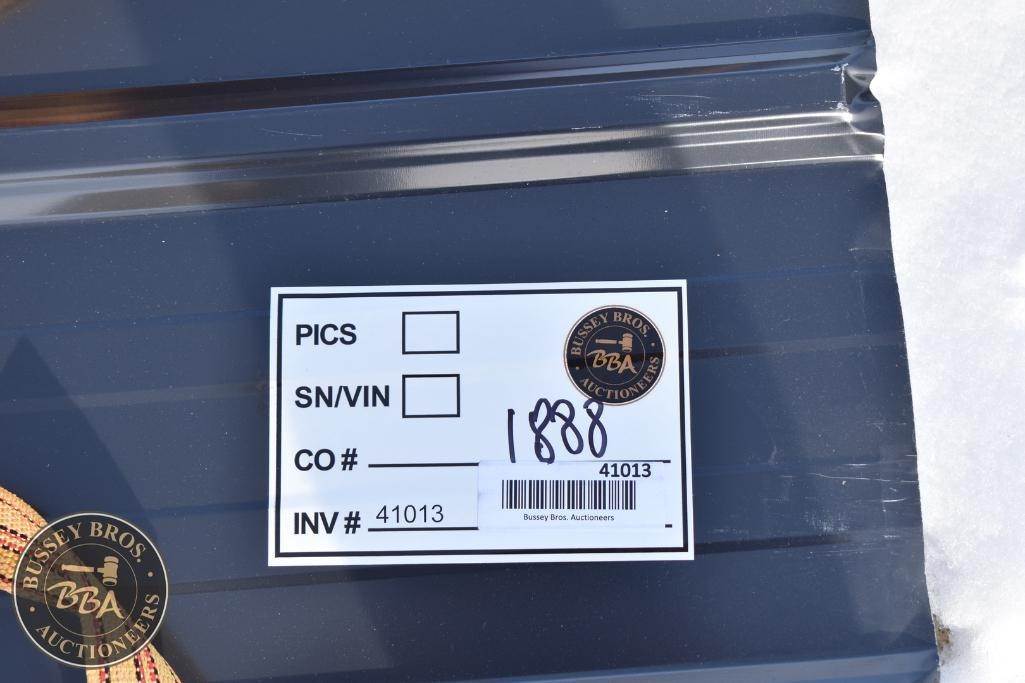 PICS
BUSSEY BROS.
BBA
AUCTIONEERS
SN/VIN
1888
CO #
41013
INV # 41013
Bussey Bros. Auctioneers
BUSSEY BROS.
BBA
AUCTIONEERS